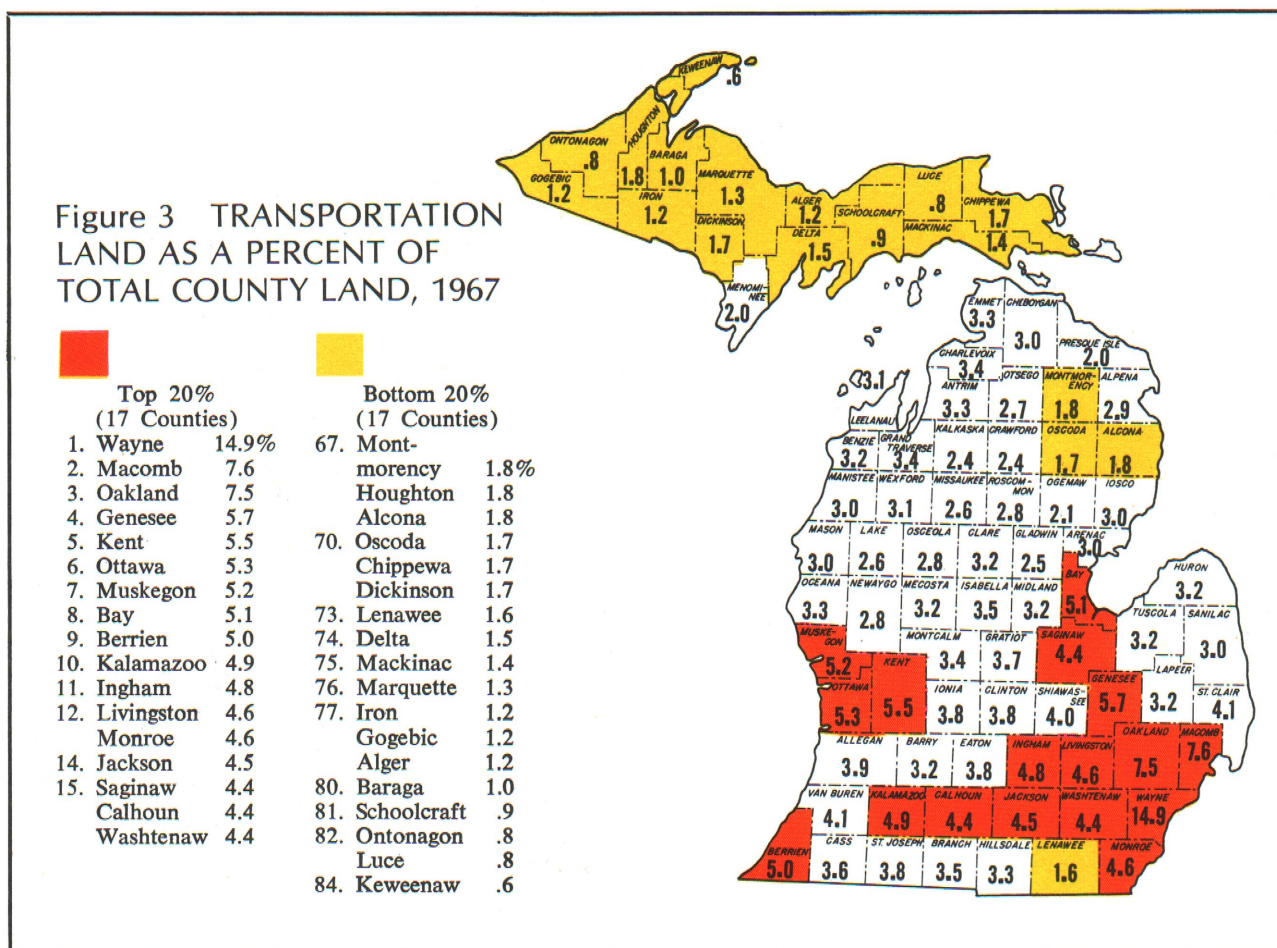 Figure 3 TRANSPORTATION
LAND AS A PERCENT OF
TOTAL COUNTY LAND, 1967
Top 20%
(17 Counties)
1. Wayne 14.9%
2. Macomb 7.6
3. Oakland 7.5
4. Genesee 5.7
5. Kent 5.5
6. Ottawa 5.3
7. Muskegon 5.2
8. Bay 5.1
9. Berrien 5.0
10. Kalamazoo 4.9
11. Ingham 4.8
12. Livingston 4.6
Monroe 4.6
14. Jackson 4.5
15. Saginaw 4.4
Calhoun 4.4
Washtenaw 4.4
Bottom 20%
(17 Counties)
67. Mont-
morency 1.8%
Houghton 1.8
Alcona 1.8
70. Oscoda 1.7
Chippewa 1.7
Dickinson 1.7
73. Lenawee 1.6
74. Delta 1.5
75. Mackinac 1.4
76. Marquette 1.3
77. Iron 1.2
Gogebic 1.2
Alger 1.2
80. Baraga 1.0
81. Schoolcraft .9
82. Ontonagon .8
Luce .8
84. Keweenaw .6
KEWEENAW
.6
HOUGHTON
1.8
ONTONAGON
.8
BARAGA
1.0
GOGEBIC
1.2
IRON
1.2
MARQUETTE
1.3
DICKINSON
1.7
MENOMI-
NEE
2.0
ALGER
1.2
DELTA
1.5
SCHOOLCRAFT
.9
LUCE
.8
CHIPPEWA
1.7
MACKINAC
1.4
EMMET
3.3
CHEBOYGAN
3.0
PRESQUE ISLE
2.0
CHARLEVOIX
3.4
3.1
LEELANAU
ANTRIM
3.3
OTSEGO
2.7
MONTMOR-
ENCY
1.8
ALPENA
2.9
BENZIE
3.2
GRAND
TRAVERSE
3.4
KALKASKA
2.4
CRAWFORD
2.4
OSCODA
1.7
ALCONA
1.8
MANISTEE
3.0
WEXFORD
3.1
MISSAUKEE
2.6
ROSCOM-
MON
2.8
OGEMAW
2.1
IOSCO
3.0
MASON
3.0
LAKE
2.6
OSCEOLA
2.8
CLARE
3.2
GLADWIN
2.5
ARENAC
3.0
OCEANA
3.3
NEWAYGO
2.8
MECOSTA
3.2
ISABELLA
3.5
MIDLAND
3.2
BAY
5.1
HURON
3.2
MUSKE-
GON
5.2
MONTCALM
3.4
GRATIOT
3.7
SAGINAW
4.4
TUSCOLA
3.2
SANILAC
3.0
OTTAWA
5.3
KENT
5.5
IONIA
3.8
CLINTON
3.8
SHIAWAS-
SEE
4.0
GENESEE
5.7
LAPEER
3.2
ST. CLAIR
4.1
ALLEGAN
3.9
BARRY
3.2
EATON
3.8
INGHAM
4.8
LIVINGSTON
4.6
OAKLAND
7.5
MACOMB
7.6
VAN BUREN
4.1
KALAMAZOO
4.9
CALHOUN
4.4
JACKSON
4.5
WASHTENAW
4.4
WAYNE
14.9
BERRIEN
5.0
CASS
3.6
ST. JOSEPH
3.8
BRANCH
3.5
HILLSDALE
3.3
LENAWEE
1.6
MONROE
4.6